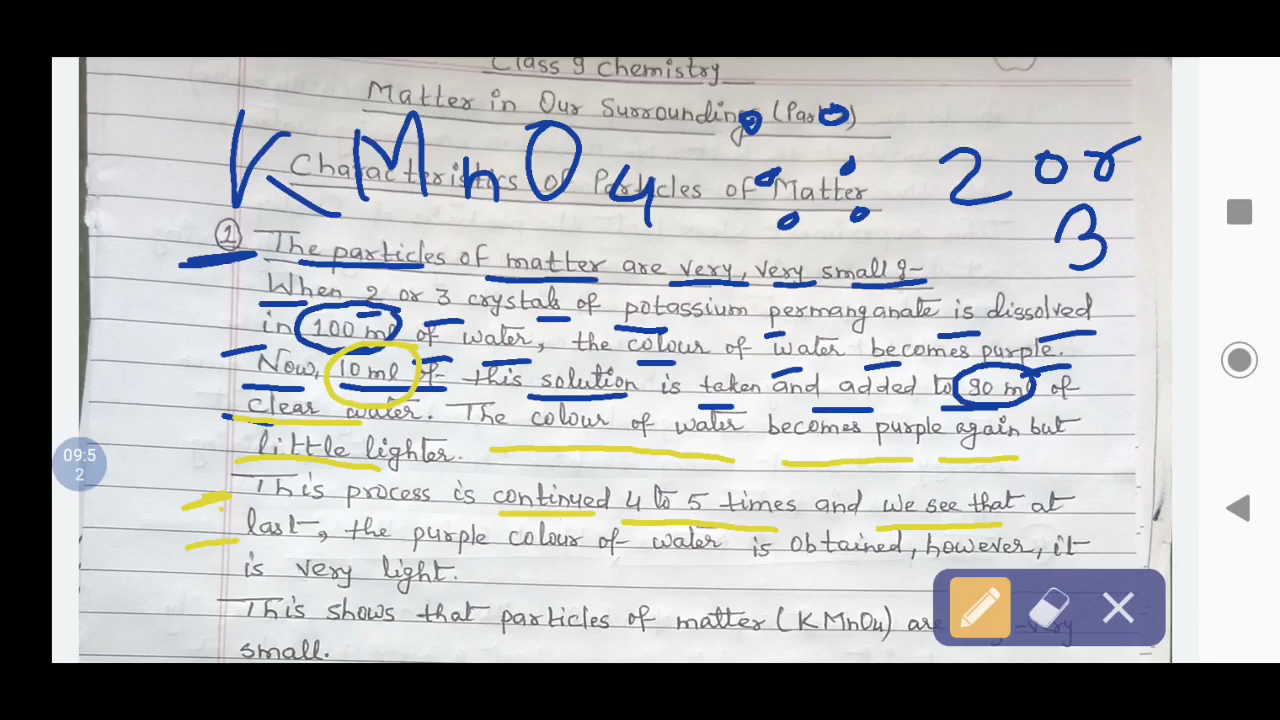 Class 9 Chemistry
Matter in Our Surroundings (Part
K M n O 4 2 or
3
Characteristics of Particles of Matter
1 The particles of matter are very, very small :-
When 2 or 3 crystals of potassium permanganate is dissolved
in 100 ml of water, the colour of water becomes purple.
Now, 10 ml of this solution is taken and added to 90 ml of
clear water. The colour of water becomes purple again but
little lighter.
This process is continued 4 to 5 times and we see that at
last, the purple colour of water is obtained, however, it
is very light.
This shows that particles of matter (KMnO4) are very
small.
09:5
2